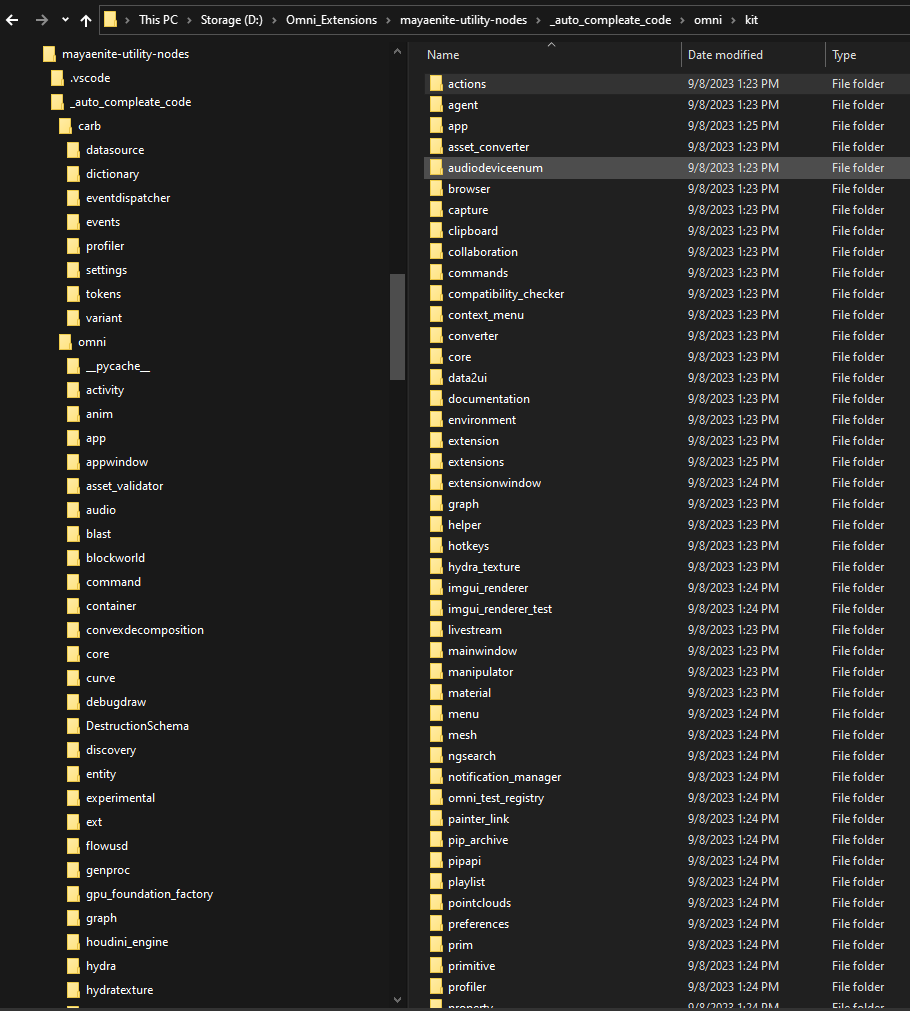 This PC > Storage (D:) > Omni_Extensions > mayaenite-utility-nodes > _auto_compleate_code > omni > kit
mayaenite-utility-nodes
.vscode
_auto_compleate_code
carb
datasource
dictionary
eventdispatcher
events
profiler
settings
tokens
variant
omni
__pycache__
activity
anim
app
appwindow
asset_validator
audio
blast
blockworld
command
container
convexdecomposition
core
curve
debugdraw
DestructionSchema
discovery
entity
experimental
ext
flowusd
genproc
gpu_foundation_factory
graph
houdini_engine
hydra
hydratexture
Name Date modified Type
actions 9/8/2023 1:23 PM File folder
agent 9/8/2023 1:23 PM File folder
app 9/8/2023 1:25 PM File folder
asset_converter 9/8/2023 1:23 PM File folder
audiodeviceenum 9/8/2023 1:23 PM File folder
browser 9/8/2023 1:23 PM File folder
capture 9/8/2023 1:23 PM File folder
clipboard 9/8/2023 1:23 PM File folder
collaboration 9/8/2023 1:23 PM File folder
commands 9/8/2023 1:23 PM File folder
compatibility_checker 9/8/2023 1:23 PM File folder
context_menu 9/8/2023 1:23 PM File folder
converter 9/8/2023 1:23 PM File folder
core 9/8/2023 1:23 PM File folder
data2ui 9/8/2023 1:23 PM File folder
documentation 9/8/2023 1:23 PM File folder
environment 9/8/2023 1:23 PM File folder
extension 9/8/2023 1:23 PM File folder
extensions 9/8/2023 1:25 PM File folder
extensionwindow 9/8/2023 1:24 PM File folder
graph 9/8/2023 1:23 PM File folder
helper 9/8/2023 1:23 PM File folder
hotkeys 9/8/2023 1:23 PM File folder
hydra_texture 9/8/2023 1:23 PM File folder
imgui_renderer 9/8/2023 1:24 PM File folder
imgui_renderer_test 9/8/2023 1:24 PM File folder
livestream 9/8/2023 1:23 PM File folder
mainwindow 9/8/2023 1:23 PM File folder
manipulator 9/8/2023 1:23 PM File folder
material 9/8/2023 1:23 PM File folder
menu 9/8/2023 1:24 PM File folder
mesh 9/8/2023 1:24 PM File folder
ngsearch 9/8/2023 1:24 PM File folder
notification_manager 9/8/2023 1:24 PM File folder
omni_test_registry 9/8/2023 1:24 PM File folder
painter_link 9/8/2023 1:24 PM File folder
pip_archive 9/8/2023 1:24 PM File folder
pipapi 9/8/2023 1:24 PM File folder
playlist 9/8/2023 1:24 PM File folder
pointclouds 9/8/2023 1:24 PM File folder
preferences 9/8/2023 1:24 PM File folder
prim 9/8/2023 1:24 PM File folder
primitive 9/8/2023 1:24 PM File folder
profiler 9/8/2023 1:24 PM File folder
property 9/8/2023 1:24 PM File folder